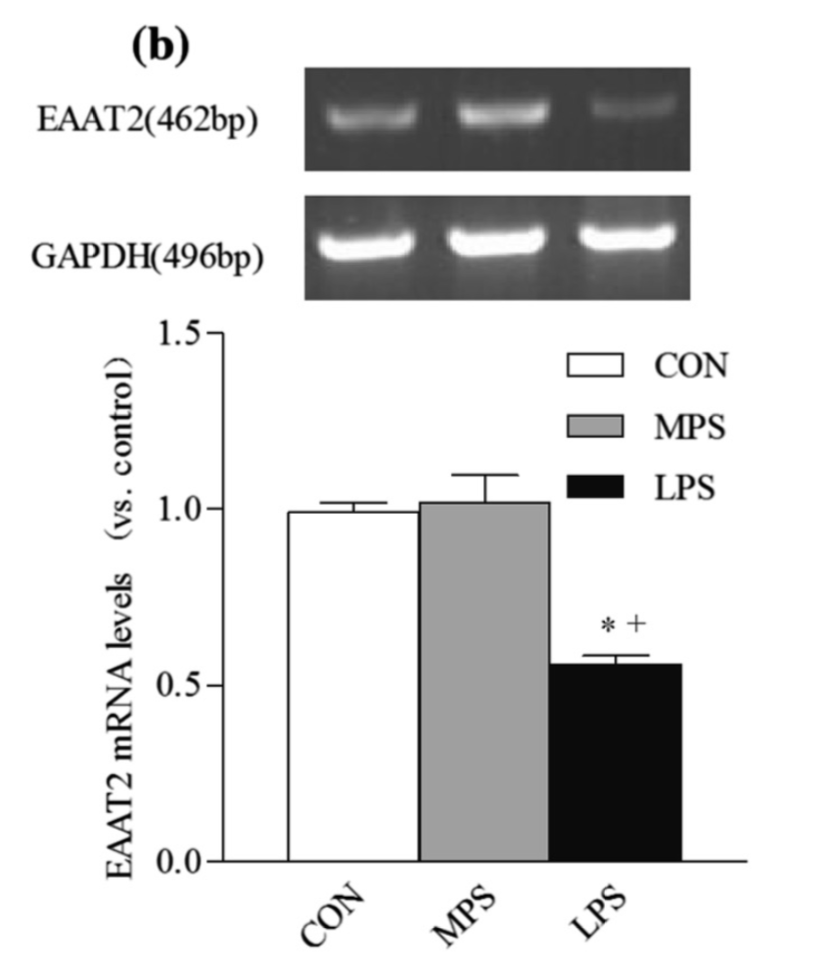 (b)
EAAT2(462bp)
GAPDH(496bp)
EAAT2 mRNA levels (vs. control)
1.5
1.0
0.5
0.0
CON
MPS
LPS
* +
CON
MPS
LPS